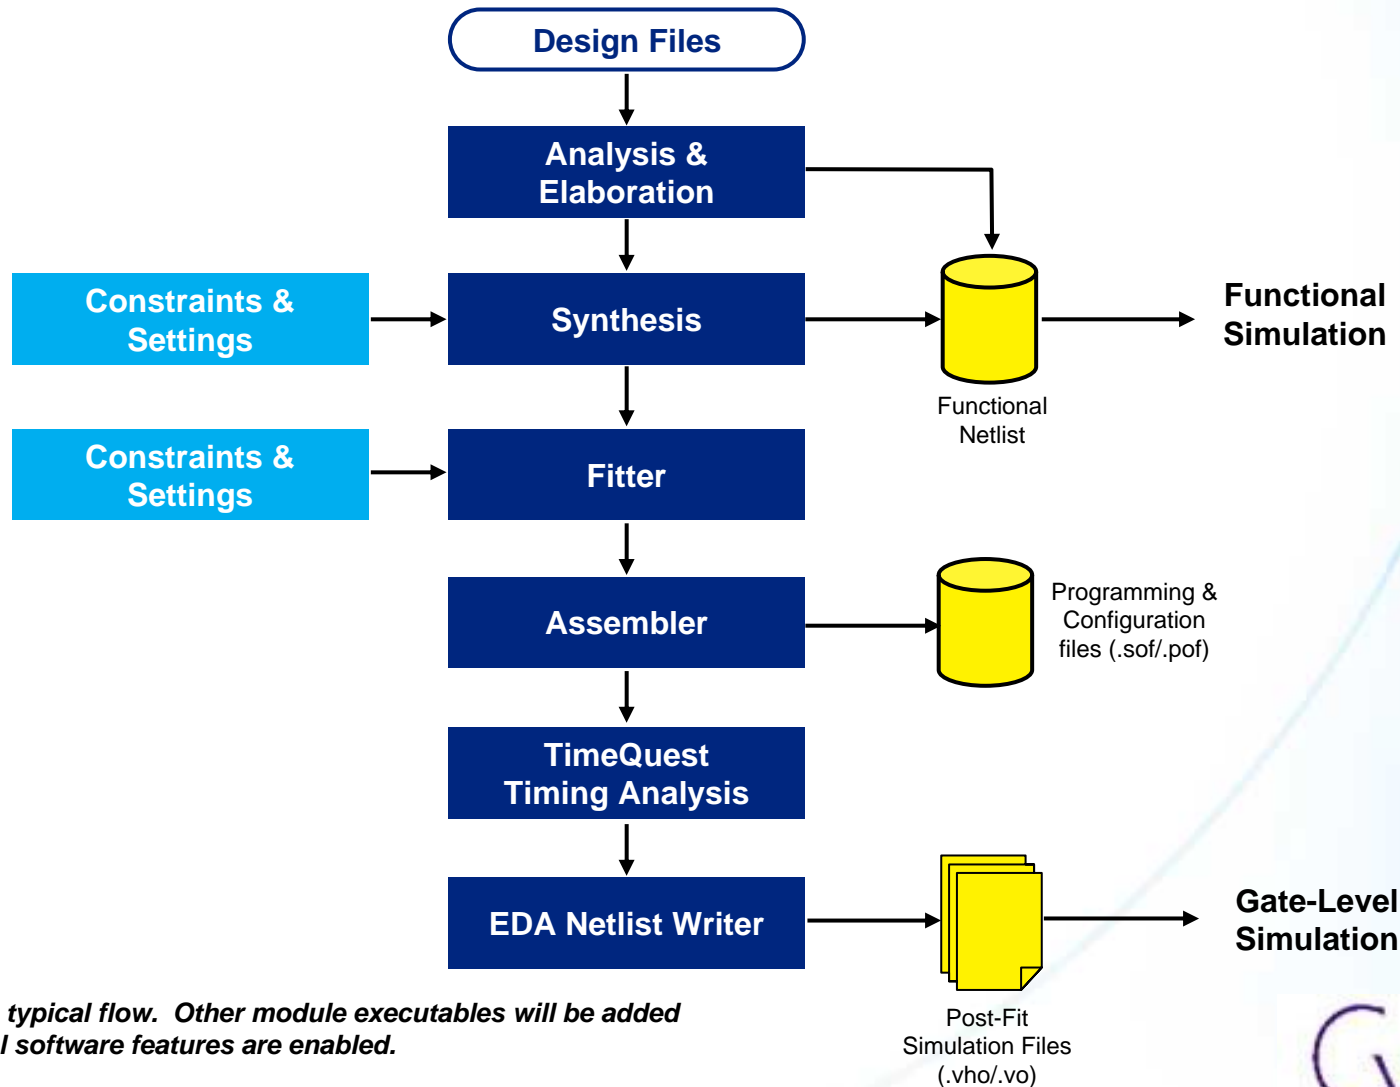 Design Files
Analysis &
Elaboration
Constraints &
Settings
Synthesis
Functional
Netlist
Functional
Simulation
Constraints &
Settings
Fitter
Assembler
Programming &
Configuration
files (.sof/.pof)
TimeQuest
Timing Analysis
EDA Netlist Writer
Post-Fit
Simulation Files
(.vho/.vo)
Gate-Level
Simulation
typical flow. Other module executables will be added
software features are enabled.